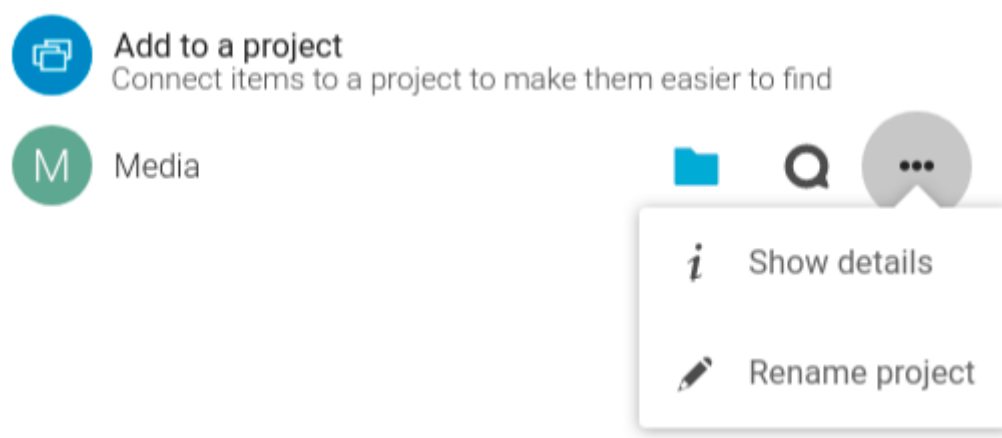 Add to a project
Connect items to a project to make them easier to find
M Media
Show details
Rename project